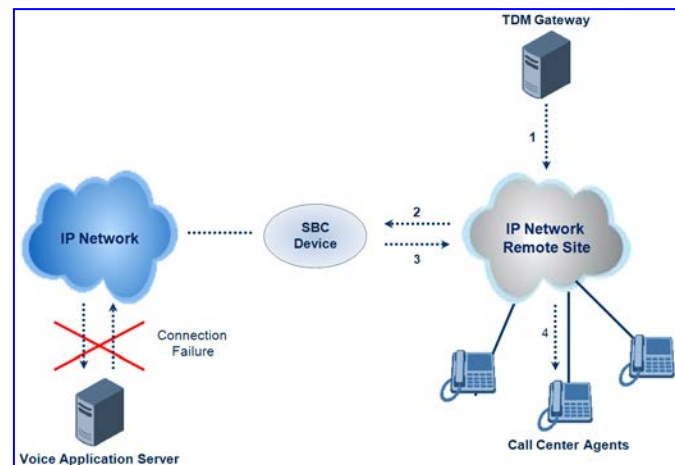 TDM Gateway
1
IP Network
SBC
Device
2
3
IP Network
Remote Site
Connection
Failure
4
Voice Application Server
Call Center Agents